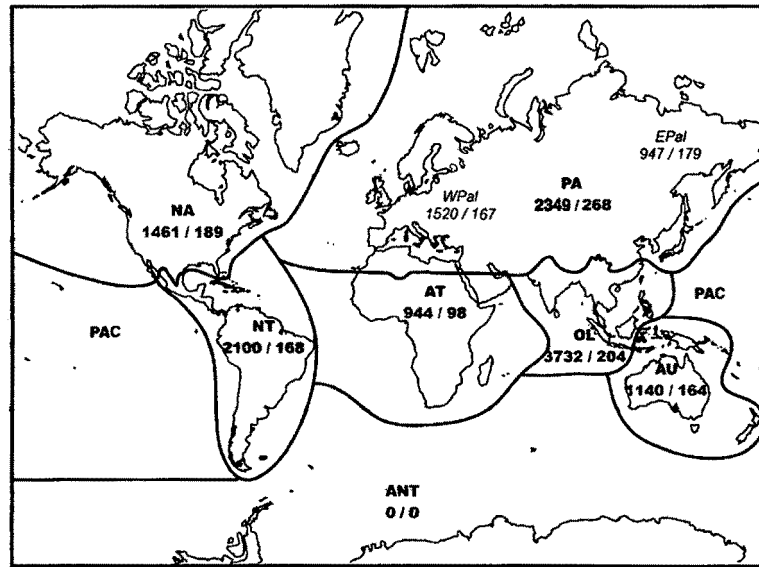 EPal
947 / 179
WPal
1520 / 167
PA
2349 / 268
NA
1461 / 189
AT
944 / 98
PAC
PAC
NT
2100 / 168
OL
3732 / 204
AU
1140 / 164
ANT
0 / 0